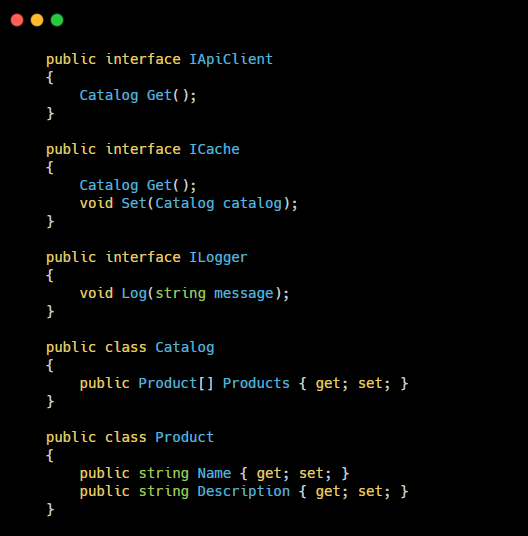 public interface IApiClient
{
    Catalog Get();
}

public interface ICache
{
    Catalog Get();
    void Set(Catalog catalog);
}

public interface ILogger
{
    void Log(string message);
}

public class Catalog
{
    public Product[] Products { get; set; }
}

public class Product
{
    public string Name { get; set; }
    public string Description { get; set; }
}